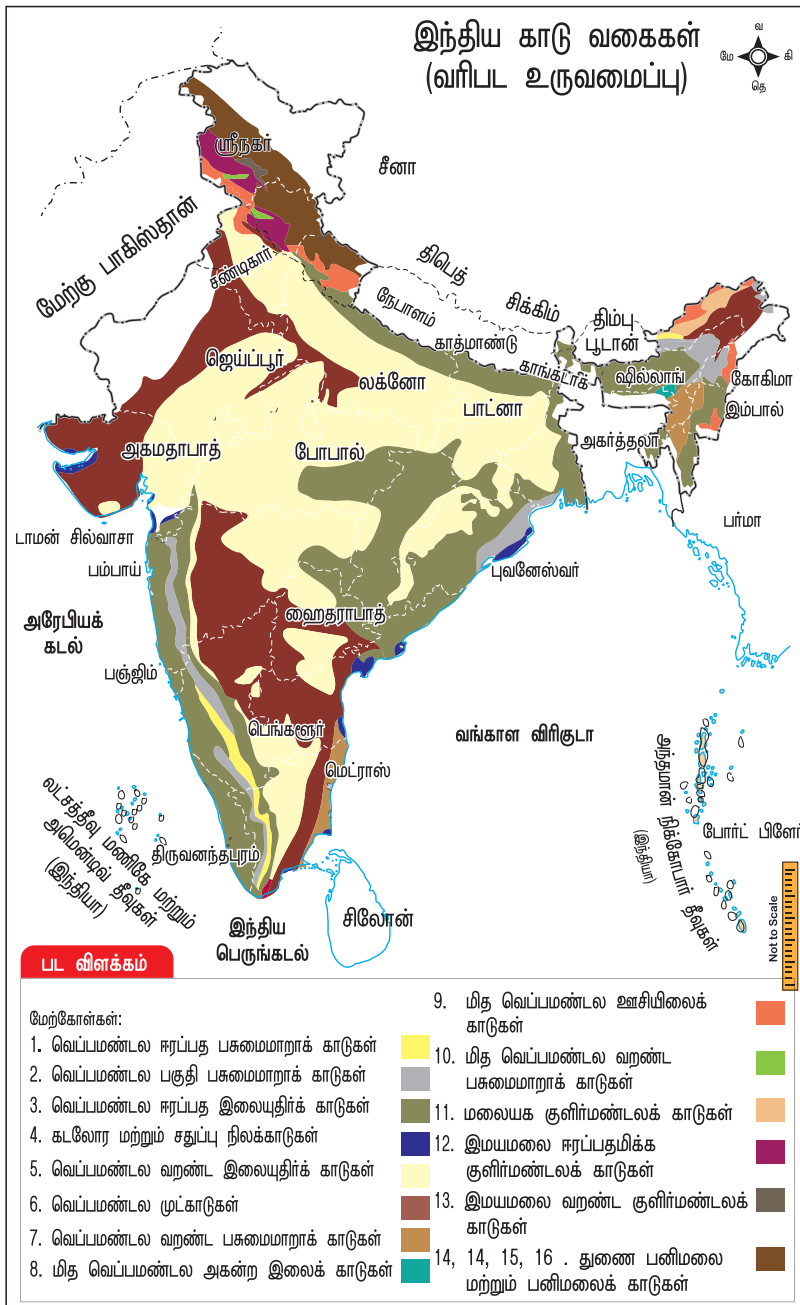 இந்திய காடு வகைகள்
(வரிபட உருவமைப்பு)
வ
மே
கி
தெ
ஸ்ரீநகர்
சீனா
மேற்கு பாகிஸ்தான்
சண்டிகார்
திபெத்
நேபாளம்
சிக்கிம்
திம்பு
பூடான்
காத்மாண்டு
ஜெய்ப்பூர்
லக்னோ
காங்கடாக்
ஷில்லாங்
கோகிமா
பாட்னா
இம்பால்
அகமதாபாத்
போபால்
அகர்த்தலா
பர்மா
டாமன் சில்வாசா
பம்பாய்
புவனேஸ்வர்
ஹைதராபாத்
அரேபியக்
கடல்
பஞ்ஜிம்
பெங்களூர்
வங்காள விரிகுடா
மெட்ராஸ்
அந்தமான் நிக்கோபார் தீவுகள்
(இந்தியா)
போர்ட் பிளேர்
லட்சத்தீவு மணிகே மற்றும்
அமென்டிவ் தீவுகள்
(இந்தியா)
திருவனந்தபுரம்
சிலோன்
இந்திய
பெருங்கடல்
Not to Scale
பட விளக்கம்
மேற்கோள்கள்:
1. வெப்பமண்டல ஈரப்பத பசுமைமாறாக் காடுகள்
2. வெப்பமண்டல பகுதி பசுமைமாறாக் காடுகள்
3. வெப்பமண்டல ஈரப்பத இலையுதிர்க் காடுகள்
4. கடலோர மற்றும் சதுப்பு நிலக்காடுகள்
5. வெப்பமண்டல வறண்ட இலையுதிர்க் காடுகள்
6. வெப்பமண்டல முட்காடுகள்
7. வெப்பமண்டல வறண்ட பசுமைமாறாக் காடுகள்
8. மித வெப்பமண்டல அகன்ற இலைக் காடுகள்
9. மித வெப்பமண்டல ஊசியிலைக்
காடுகள்
10. மித வெப்பமண்டல வறண்ட
பசுமைமாறாக் காடுகள்
11. மலையக குளிர்மண்டலக் காடுகள்
12. இமயமலை ஈரப்பதமிக்க
குளிர்மண்டலக் காடுகள்
13. இமயமலை வறண்ட குளிர்மண்டலக்
காடுகள்
14, 14, 15, 16 . துணை பனிமலை
மற்றும் பனிமலைக் காடுகள்